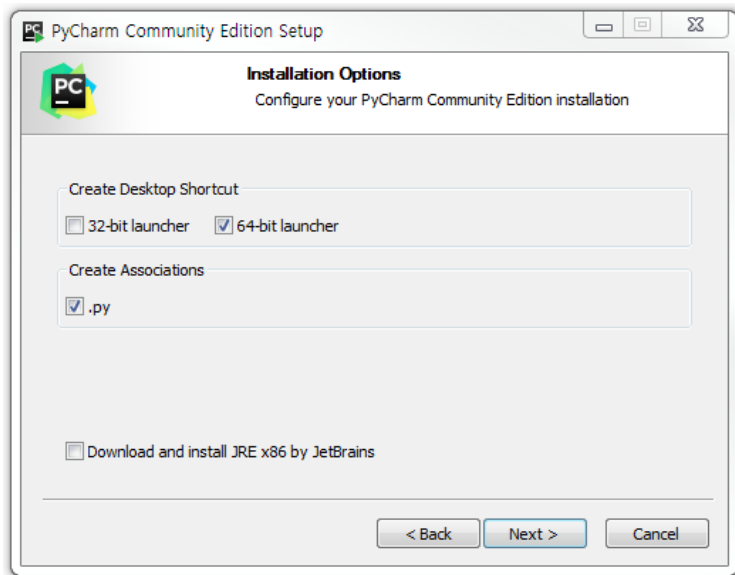 PyCharm Community Edition Setup
PC
Installation Options
Configure your PyCharm Community Edition installation
Create Desktop Shortcut
32-bit launcher 64-bit launcher
Create Associations
.py
Download and install JRE x86 by JetBrains
< Back Next > Cancel